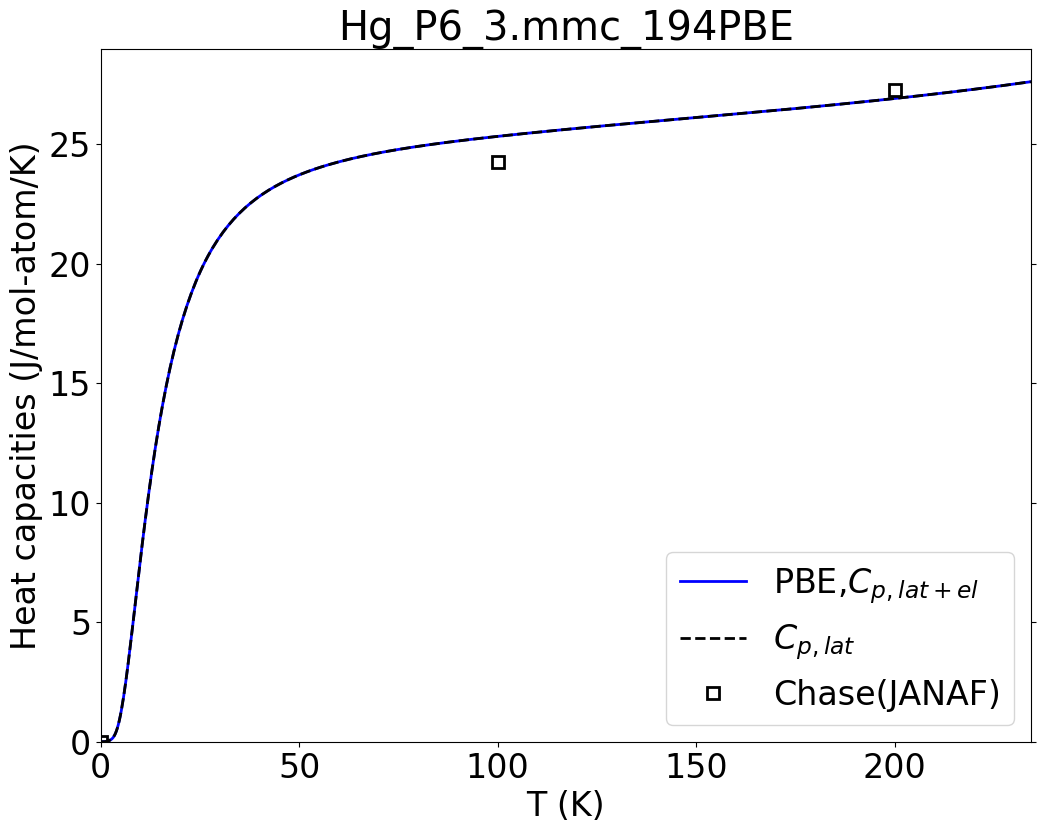 Hg_P6_3.mmc_194PBE
Heat capacities (J/mol-atom/K)
25
20
15
10
5
0
0 50 100 150 200
T (K)
PBE,C_{p,lat+el}
C_{p,lat}
Chase(JANAF)